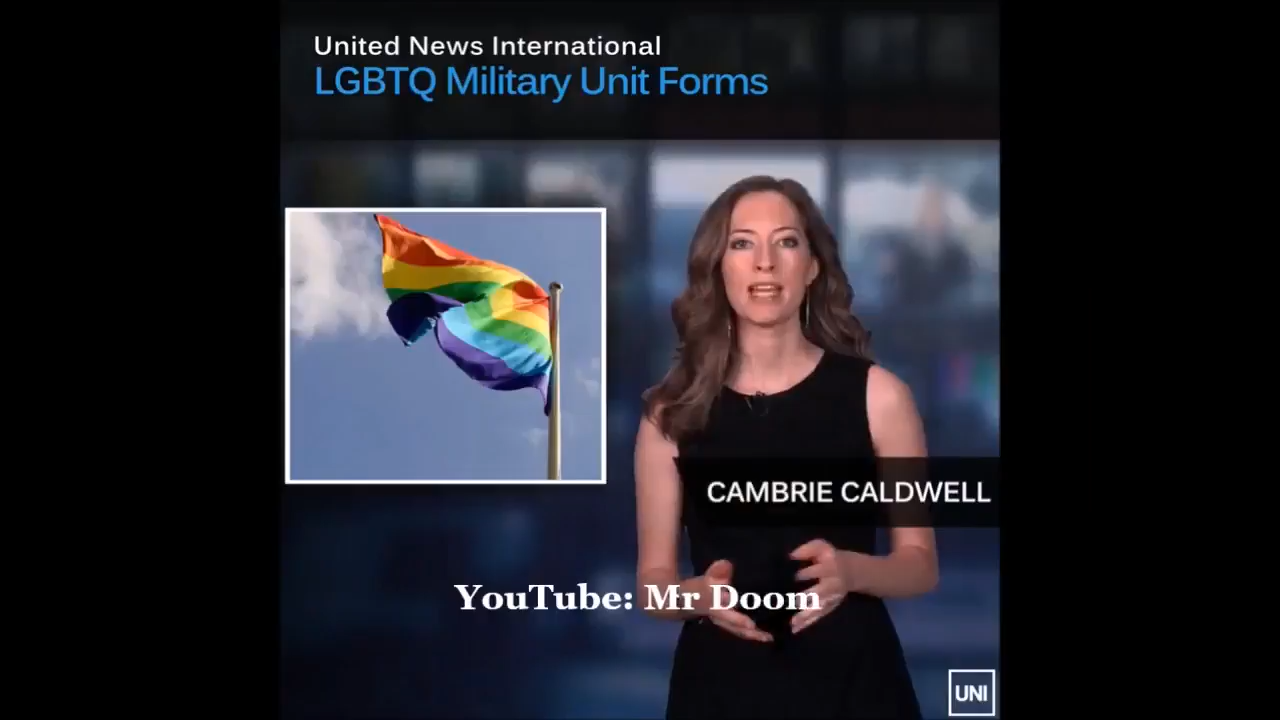 United News International
LGBTQ Military Unit Forms
CAMBRIE CALDWELL
YouTube: Mr Doom
UNI